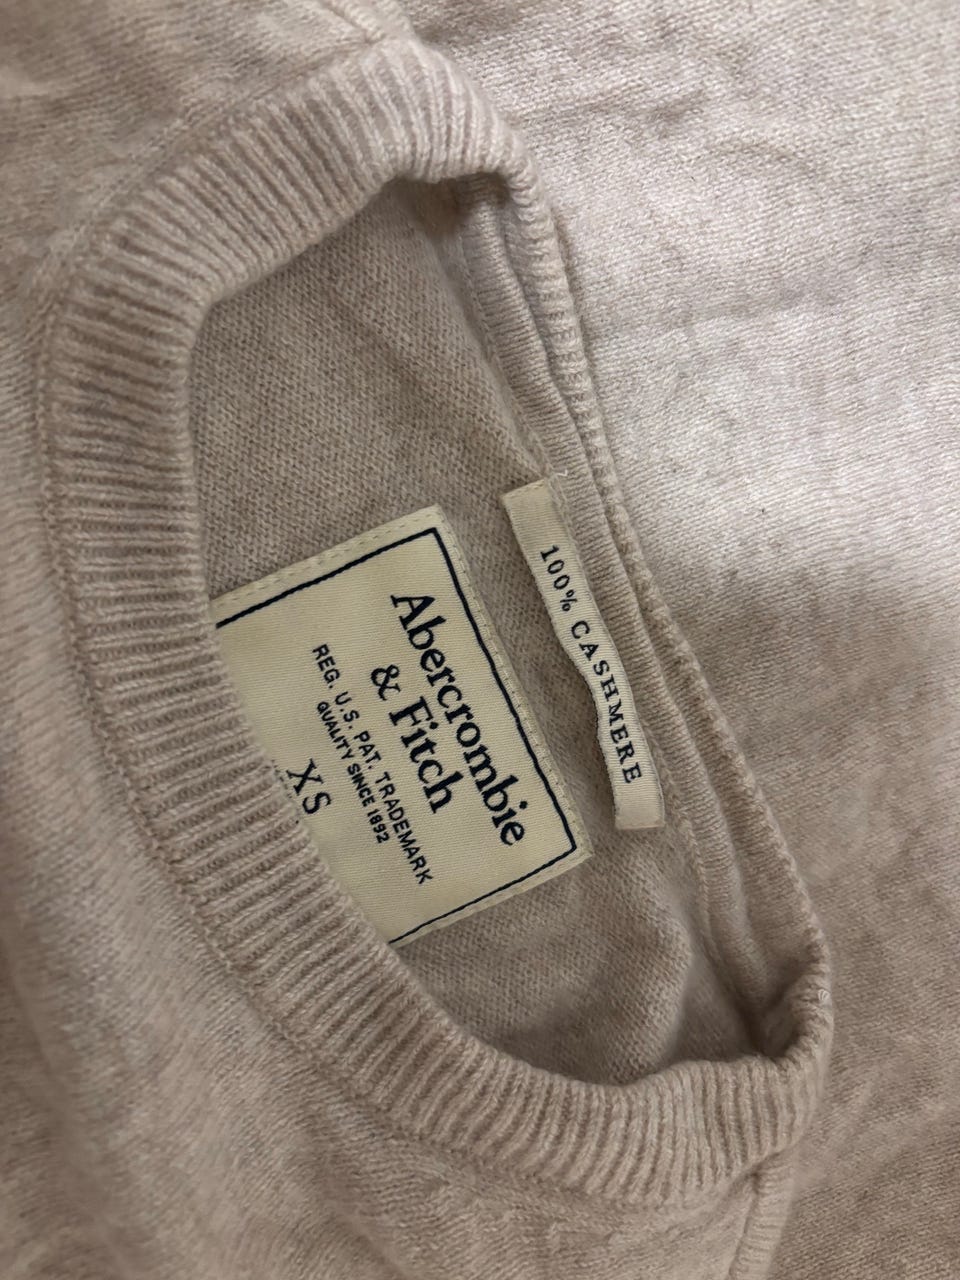 100% CASHMERE
Abercrombie
& Fitch
REG. U.S. PAT. TRADEMARK
QUALITY SINCE 1892
XS